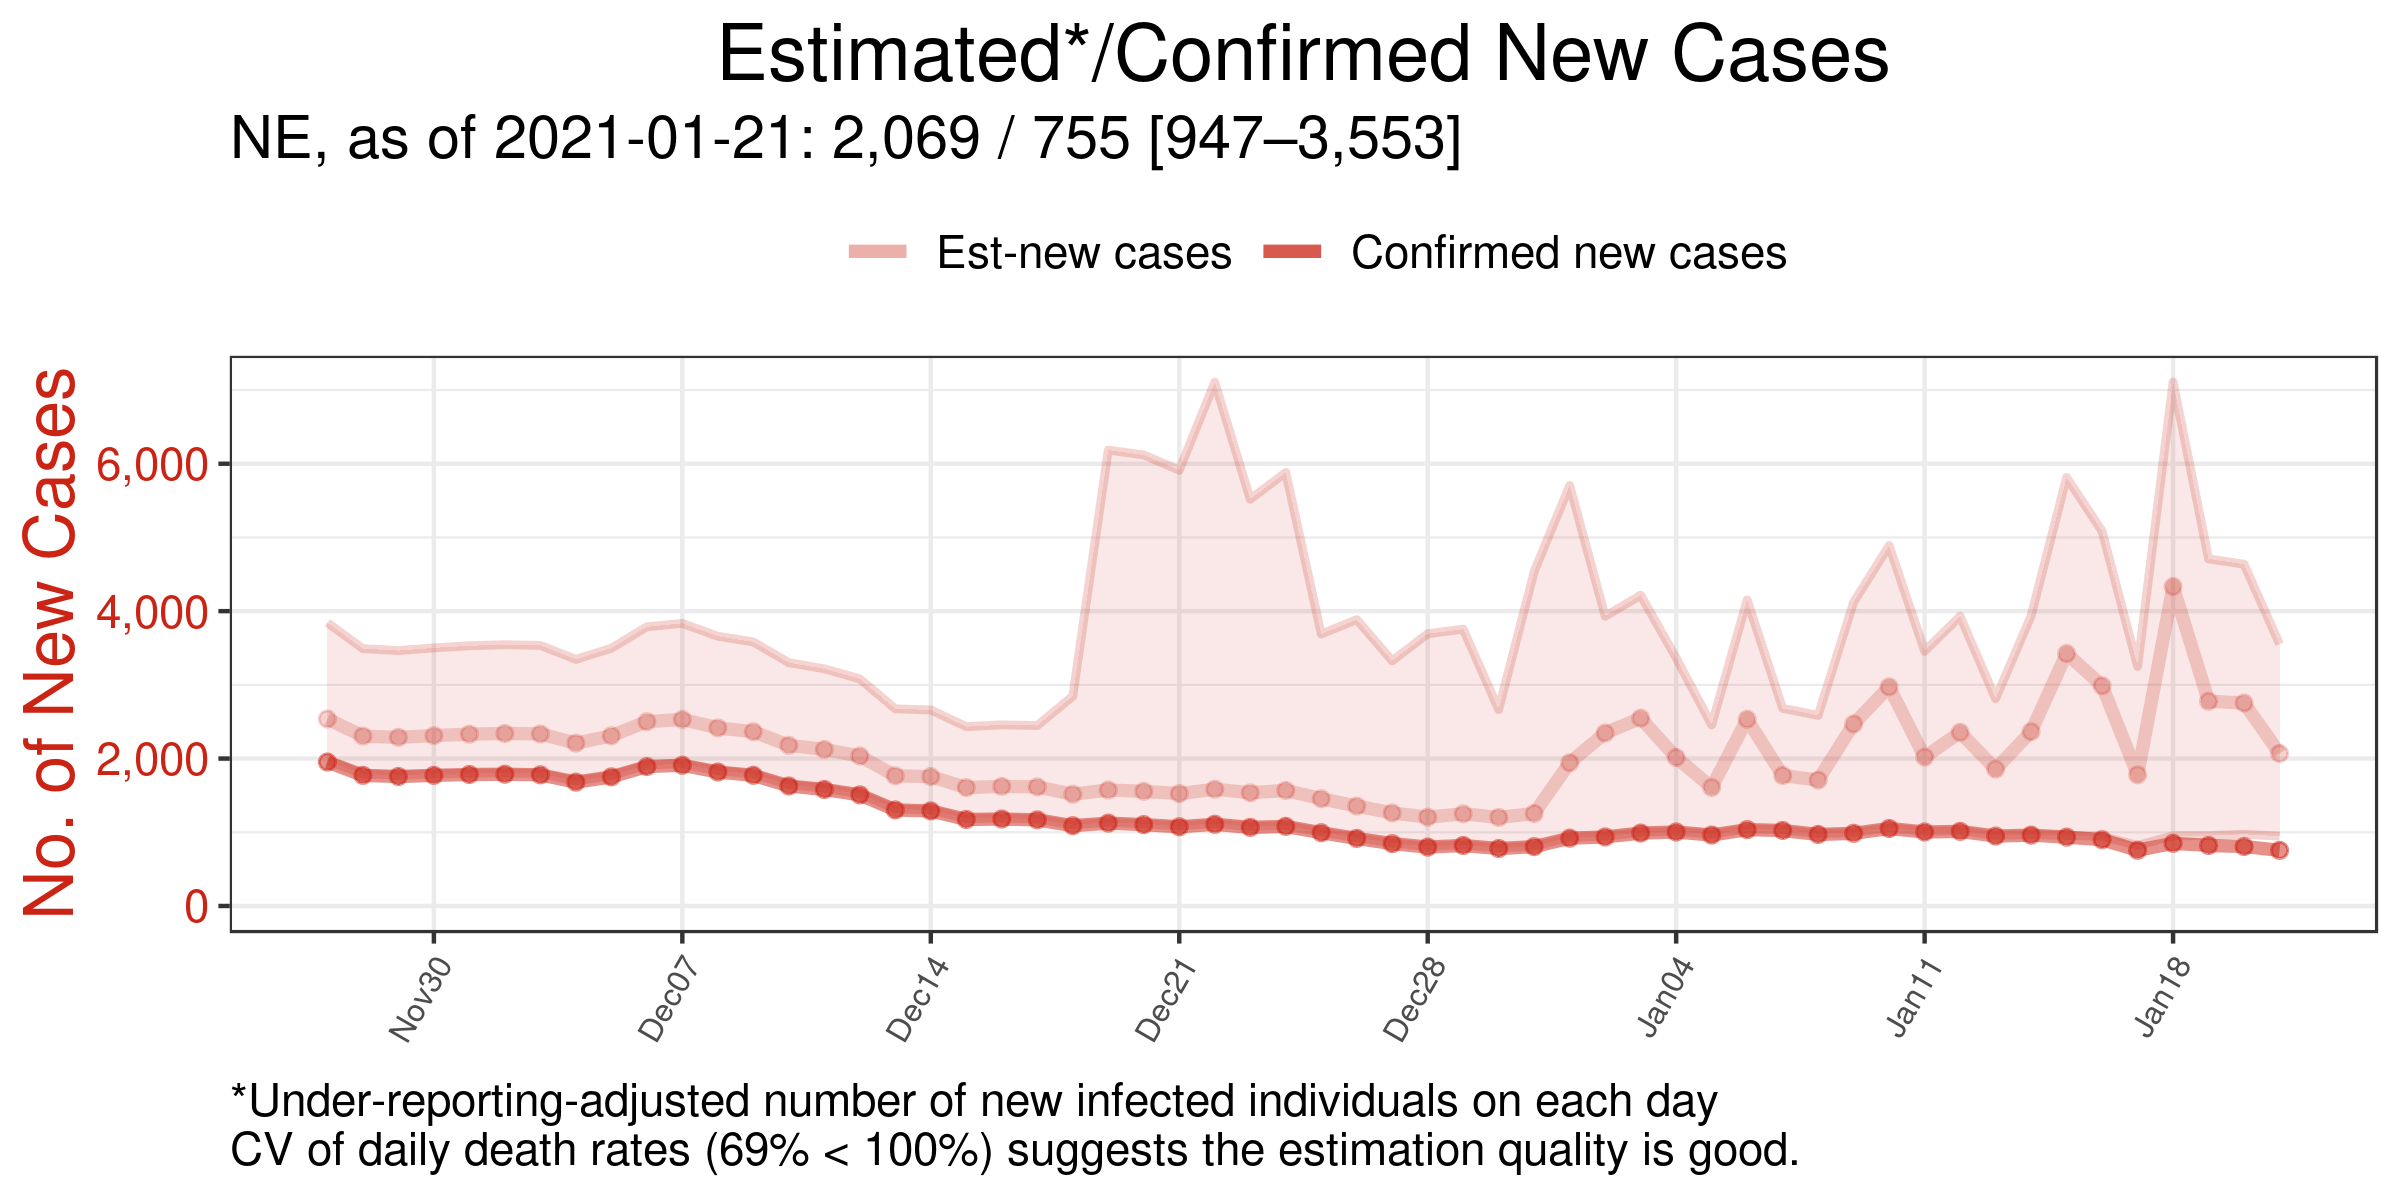 Estimated*/Confirmed New Cases
NE, as of 2021-01-21: 2,069 / 755 [947–3,553]
Est-new cases
Confirmed new cases
No. of New Cases
6,000
4,000
2,000
0
Nov30
Dec07
Dec14
Dec21
Dec28
Jan04
Jan11
Jan18
*Under-reporting-adjusted number of new infected individuals on each day
CV of daily death rates (69% < 100%) suggests the estimation quality is good.